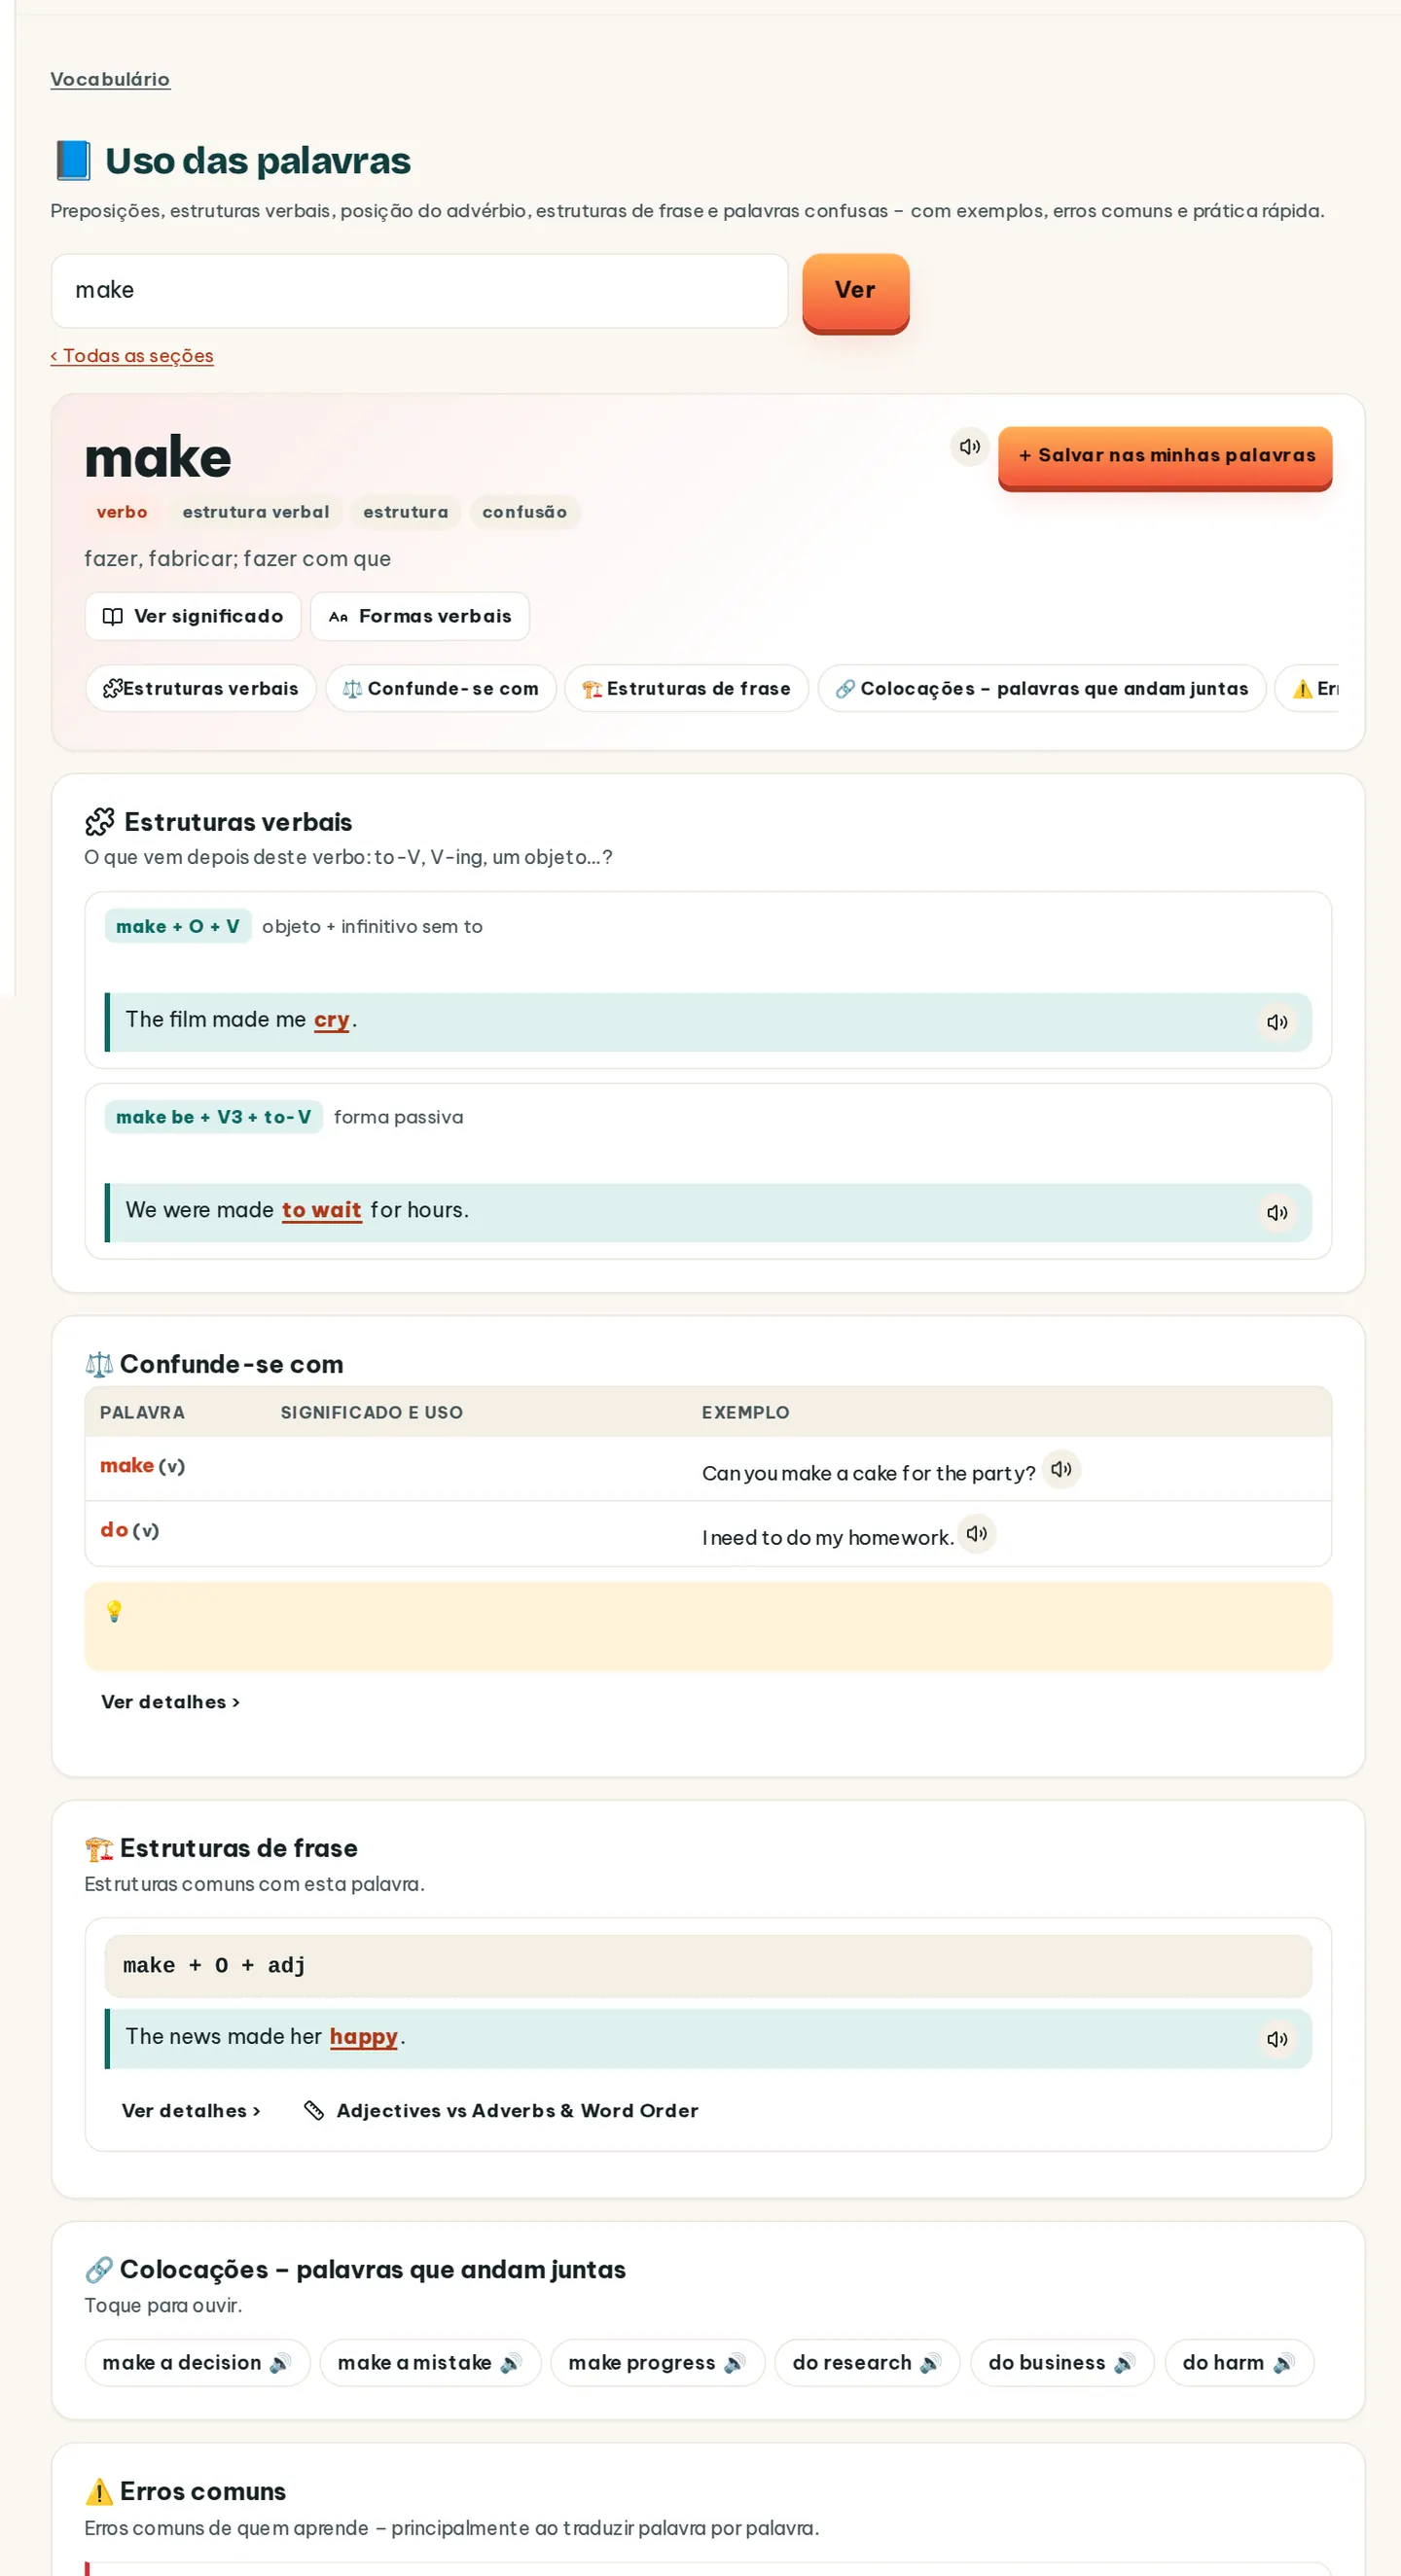 Vocabulário
📘 Uso das palavras
Preposições, estruturas verbais, posição do advérbio, estruturas de frase e palavras confusas – com exemplos, erros comuns e prática rápida.
make
Ver
‹ Todas as seções
make
+ Salvar nas minhas palavras
verbo estrutura verbal estrutura confusão
fazer, fabricar; fazer com que
Ver significado Formas verbais
Estruturas verbais ⚖️ Confunde-se com 🏗️ Estruturas de frase 🔗 Colocações – palavras que andam juntas ⚠️
Estruturas verbais
O que vem depois deste verbo: to-V, V-ing, um objeto…?
make + O + V objeto + infinitivo sem to
The film made me cry.
make be + V3 + to-V forma passiva
We were made to wait for hours.
⚖️ Confunde-se com
PALAVRA SIGNIFICADO E USO EXEMPLO
make (v) Can you make a cake for the party?
do (v) I need to do my homework.
💡
Ver detalhes ›
🏗️ Estruturas de frase
Estruturas comuns com esta palavra.
make + O + adj
The news made her happy.
Ver detalhes › Adjectives vs Adverbs & Word Order
🔗 Colocações – palavras que andam juntas
Toque para ouvir.
make a decision 🔊 make a mistake 🔊 make progress 🔊 do research 🔊 do business 🔊 do harm 🔊
⚠️ Erros comuns
Erros comuns de quem aprende – principalmente ao traduzir palavra por palavra.